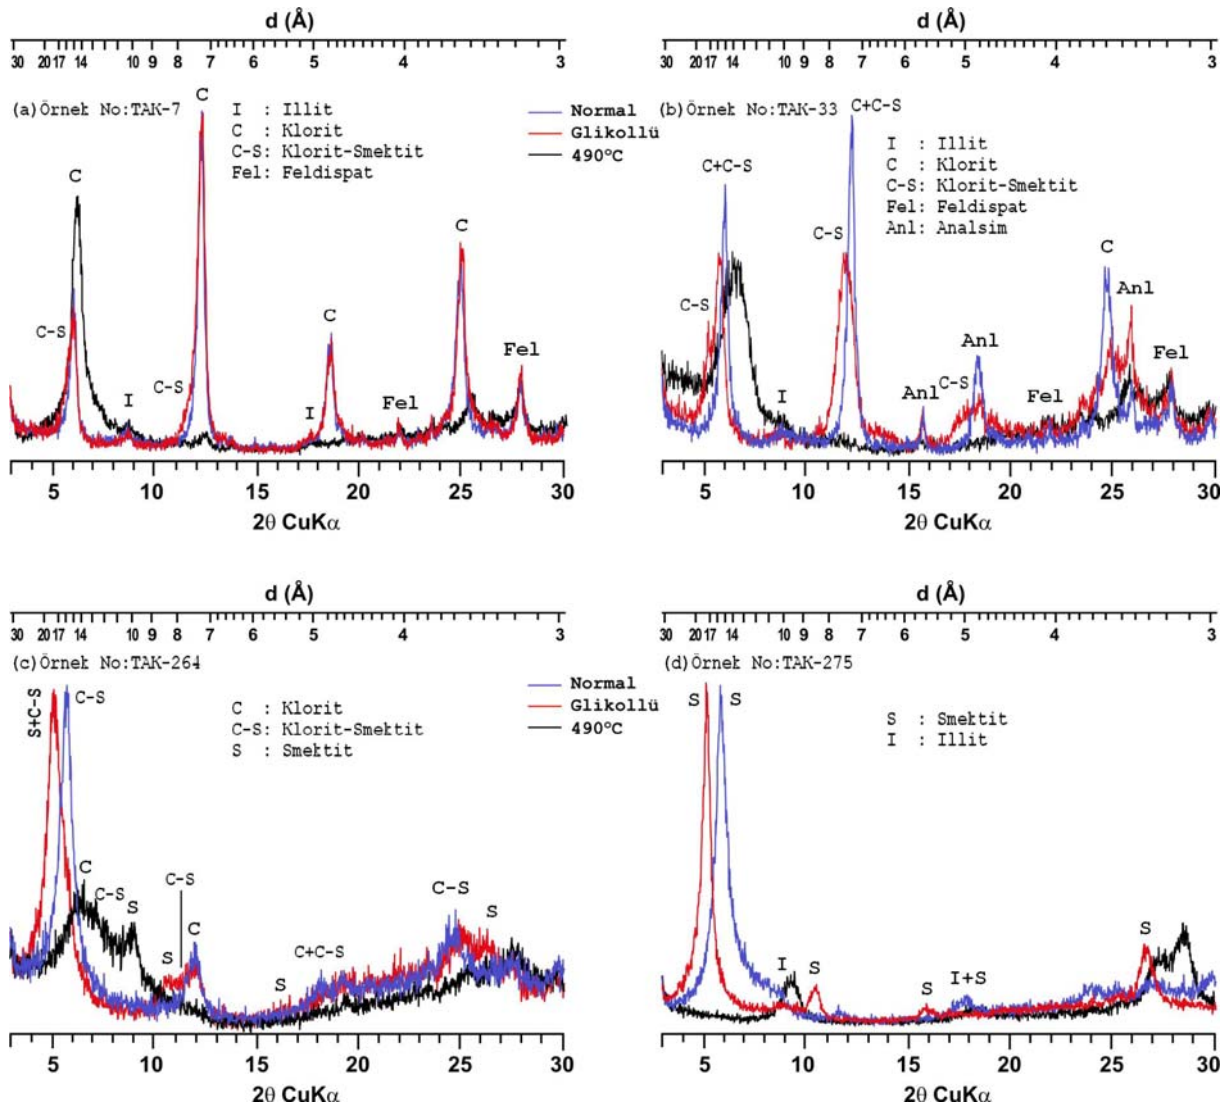 d (Å)
30 20 17 14 10 9 8 7 6 5 4 3
(a)Örnek No:TAK-7
I : Illit
C : Klorit
C-S: Klorit-Smektit
Fel: Feldispat
C
C
C-S
I
C-S
C
I
C
Fel
Fel
5 10 15 20 25 30
2θ CuKα
Normal
Glikollü
490°C
d (Å)
30 20 17 14 10 9 8 7 6 5 4 3
(b)Örnek No:TAK-33
I : Illit
C : Klorit
C-S: Klorit-Smektit
Fel: Feldispat
Anl: Analsim
C+C-S
C+C-S
C-S
C-S
I
Anl
Anl
C-S
Fel
C
Anl
Fel
5 10 15 20 25 30
2θ CuKα
d (Å)
30 20 17 14 10 9 8 7 6 5 4 3
(c)Örnek No:TAK-264
C : Klorit
C-S: Klorit-Smektit
S : Smektit
S+C-S
C-S
C
C-S
S
C-S
S
C
S
C+C-S
C-S
S
5 10 15 20 25 30
2θ CuKα
Normal
Glikollü
490°C
d (Å)
30 20 17 14 10 9 8 7 6 5 4 3
(d)Örnek No:TAK-275
S : Smektit
I : Illit
S S
I
S
S
I+S
S
5 10 15 20 25 30
2θ CuKα